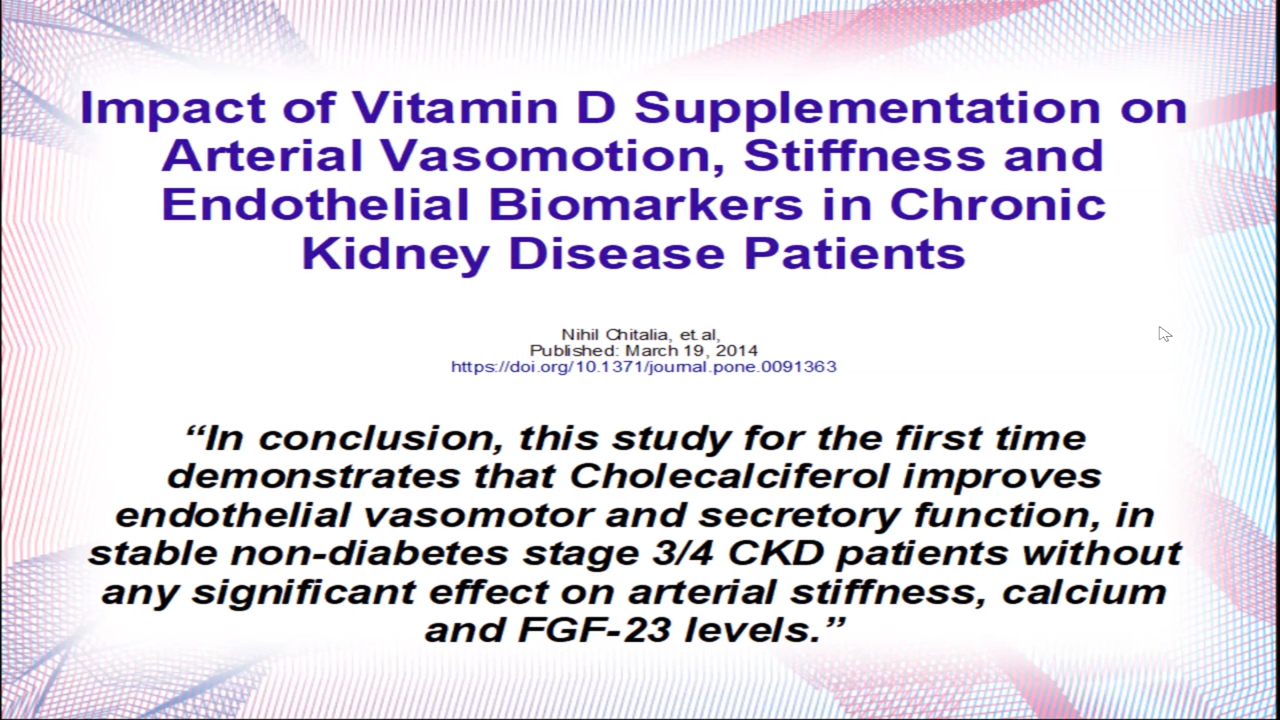 Impact of Vitamin D Supplementation on
Arterial Vasomotion, Stiffness and
Endothelial Biomarkers in Chronic
Kidney Disease Patients
Nihil Chitalia, et.al,
Published: March 19, 2014
https://doi.org/10.1371/journal.pone.0091363
“In conclusion, this study for the first time
demonstrates that Cholecalciferol improves
endothelial vasomotor and secretory function, in
stable non-diabetes stage 3/4 CKD patients without
any significant effect on arterial stiffness, calcium
and FGF-23 levels.”